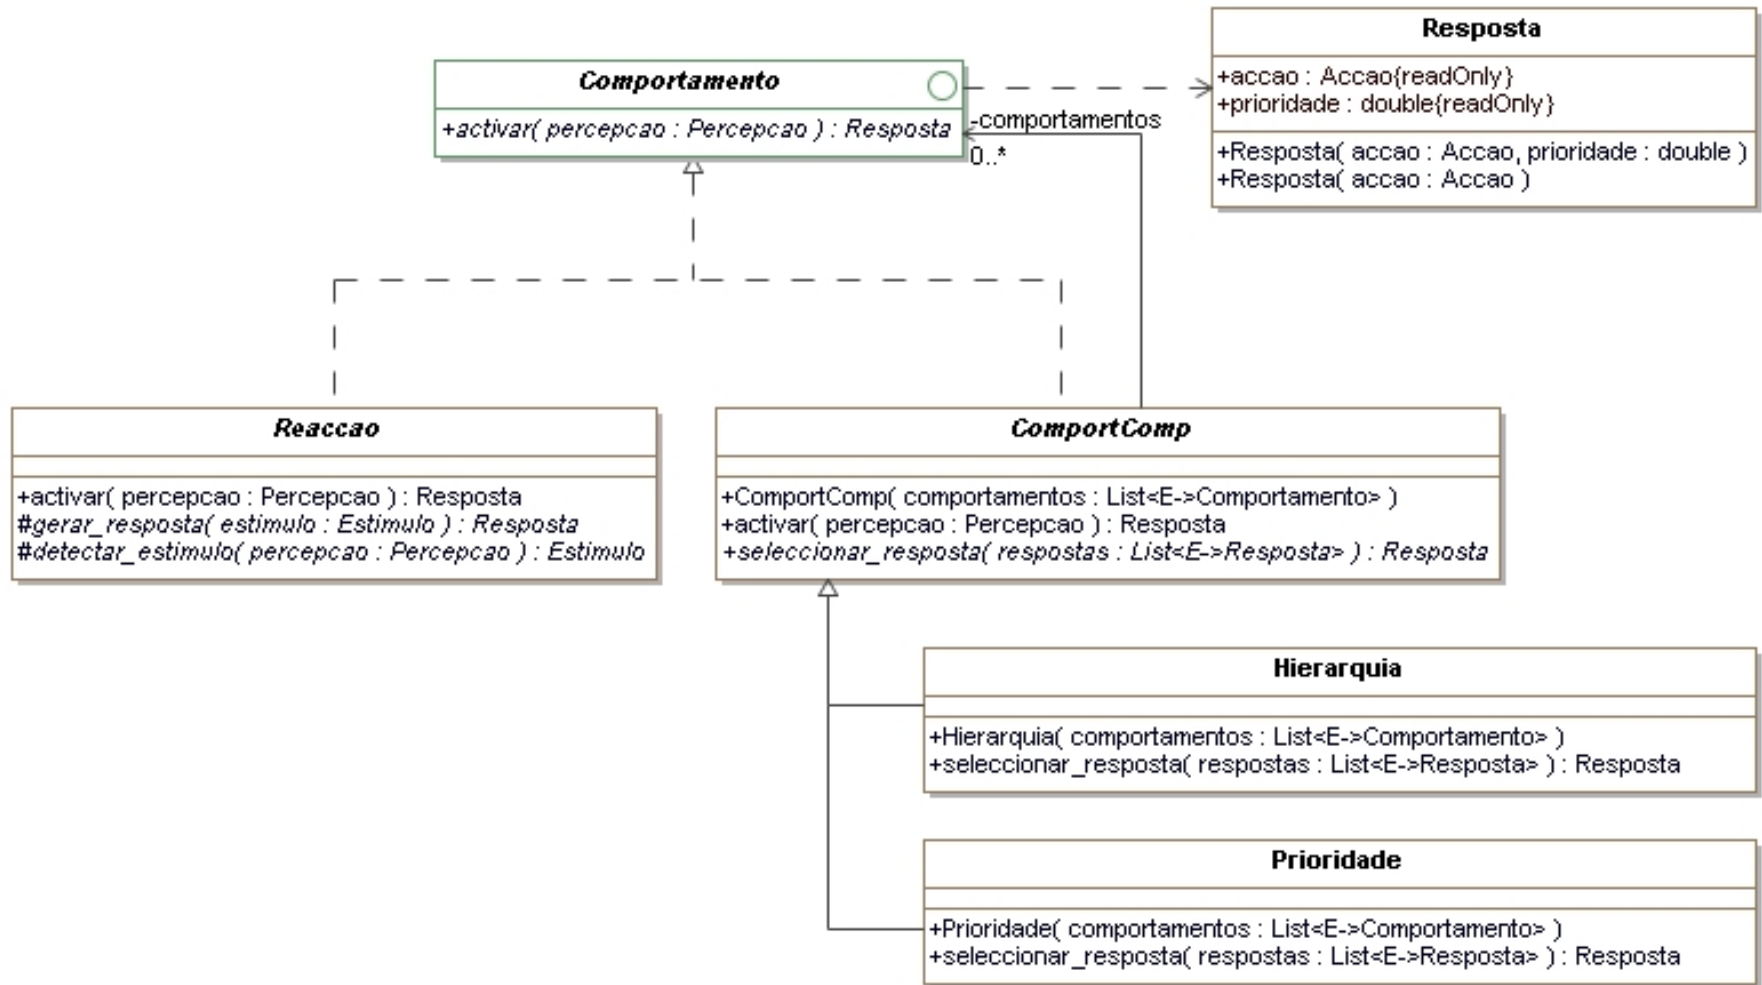 Comportamento
+activar( percepcao : Percepcao ) : Resposta
-comportamentos
0..*
Resposta
+accao : Accao{readOnly}
+prioridade : double{readOnly}
+Resposta( accao : Accao, prioridade : double )
+Resposta( accao : Accao )
Reaccao
+activar( percepcao : Percepcao ) : Resposta
#gerar_resposta( estimulo : Estimulo ) : Resposta
#detectar_estimulo( percepcao : Percepcao ) : Estimulo
ComportComp
+ComportComp( comportamentos : List<E->Comportamento> )
+activar( percepcao : Percepcao ) : Resposta
+seleccionar_resposta( respostas : List<E->Resposta> ) : Resposta
Hierarquia
+Hierarquia( comportamentos : List<E->Comportamento> )
+seleccionar_resposta( respostas : List<E->Resposta> ) : Resposta
Prioridade
+Prioridade( comportamentos : List<E->Comportamento> )
+seleccionar_resposta( respostas : List<E->Resposta> ) : Resposta